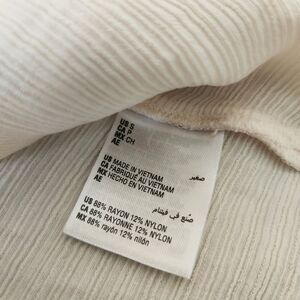 US S
CA P
MX CH
AE صغير
US MADE IN VIETNAM
CA FABRIQUÉ AU VIETNAM
MX HECHO EN VIETNAM
AE صنع في فيتنام
US 88% RAYON 12% NYLON
CA 88% RAYONNE 12% NYLON
MX 88% rayón 12% nilón